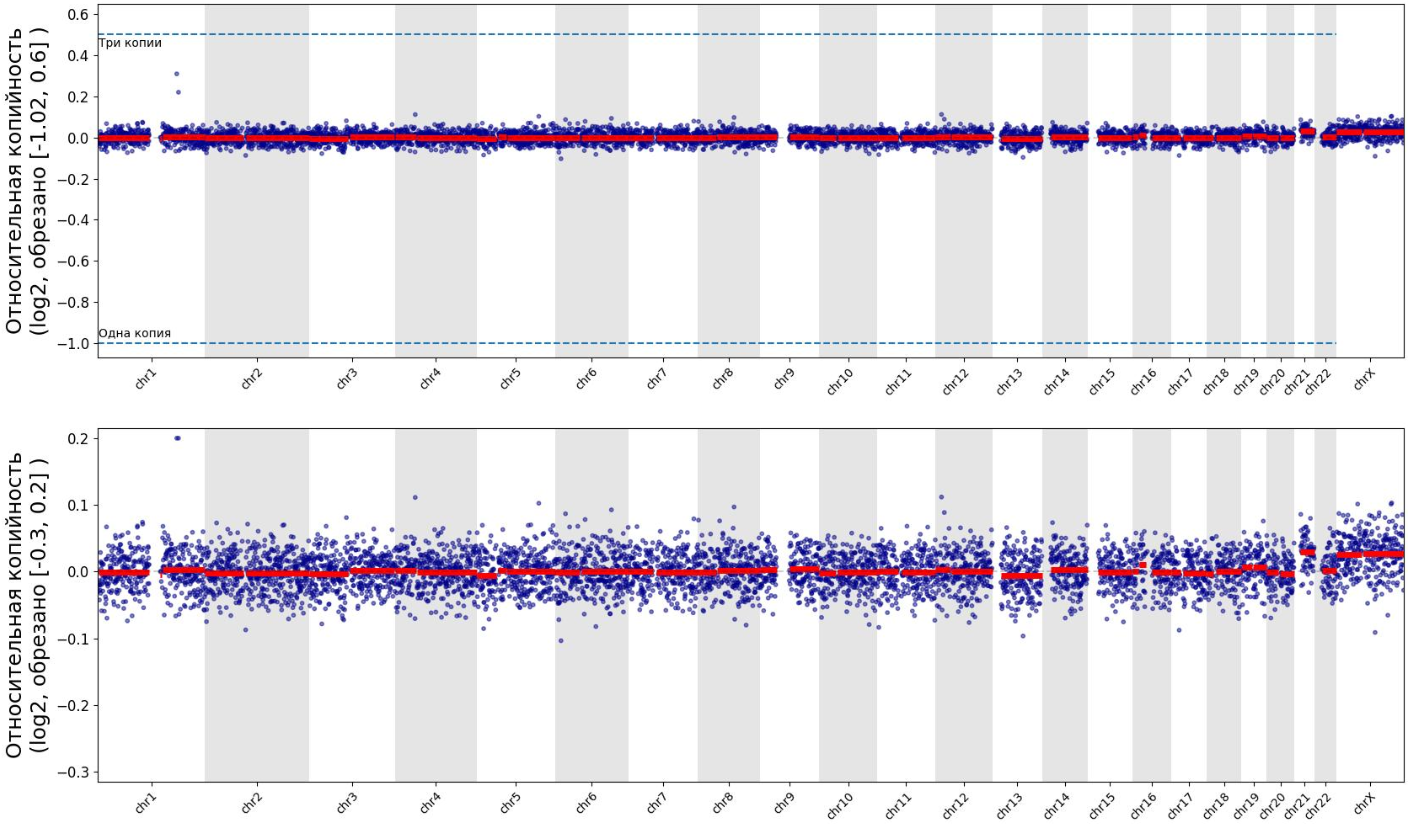 Относительная копийность
(log2, обрезано [-1.02, 0.6] )
0.6
0.4
0.2
0.0
−0.2
−0.4
−0.6
−0.8
−1.0
Три копии
Одна копия
chr1 chr2 chr3 chr4 chr5 chr6 chr7 chr8 chr9 chr10 chr11 chr12 chr13 chr14 chr15 chr16 chr17 chr18 chr19 chr20 chr21 chr22 chrX
Относительная копийность
(log2, обрезано [-0.3, 0.2] )
0.2
0.1
0.0
−0.1
−0.2
−0.3
chr1 chr2 chr3 chr4 chr5 chr6 chr7 chr8 chr9 chr10 chr11 chr12 chr13 chr14 chr15 chr16 chr17 chr18 chr19 chr20 chr21 chr22 chrX